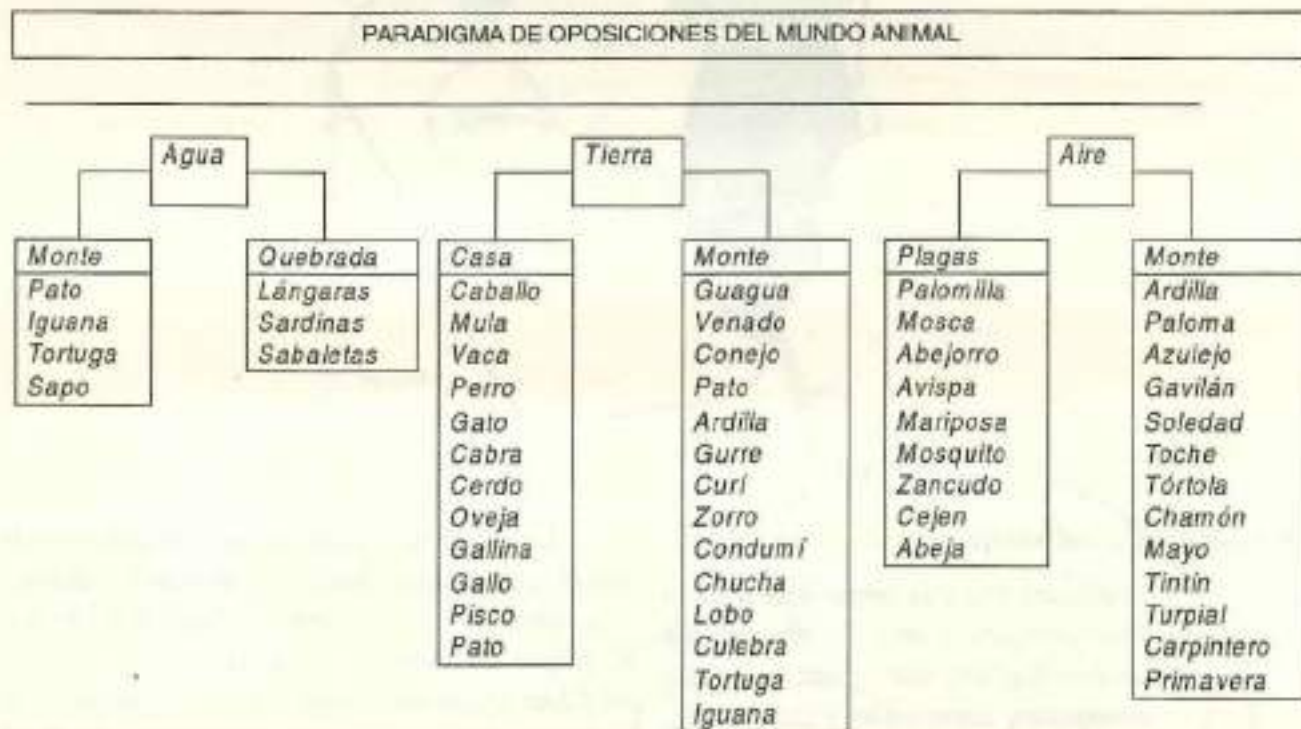 PARADIGMA DE OPOSICIONES DEL MUNDO ANIMAL
Agua
Monte
Pato
Iguana
Tortuga
Sapo
Quebrada
Lángaras
Sardinas
Sabaletas
Tierra
Casa
Caballo
Mula
Vaca
Perro
Gato
Cabra
Cerdo
Oveja
Gallina
Gallo
Pisco
Pato
Monte
Guagua
Venado
Conejo
Pato
Ardilla
Gurre
Curí
Zorro
Condumí
Chucha
Lobo
Culebra
Tortuga
Iguana
Aire
Plagas
Palomilla
Mosca
Abejorro
Avispa
Mariposa
Mosquito
Zancudo
Cejen
Abeja
Monte
Ardilla
Paloma
Azulejo
Gavilán
Soledad
Toche
Tórtola
Chamón
Mayo
Tintín
Turpial
Carpintero
Primavera